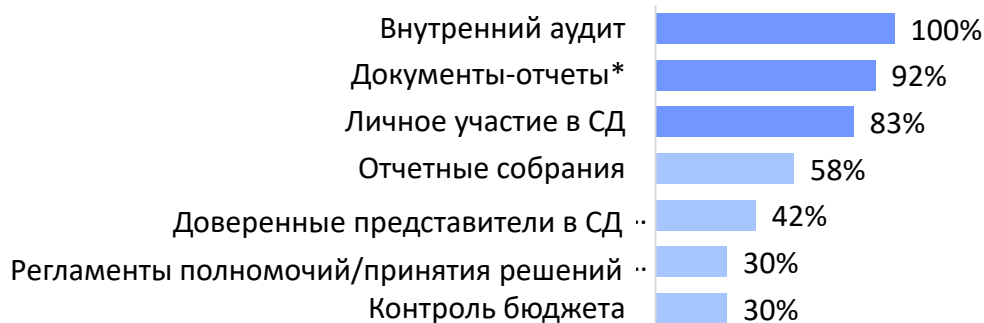 Внутренний аудит 100%
Документы-отчеты* 92%
Личное участие в СД 83%
Отчетные собрания 58%
Доверенные представители в СД .. 42%
Регламенты полномочий/принятия решений .. 30%
Контроль бюджета 30%